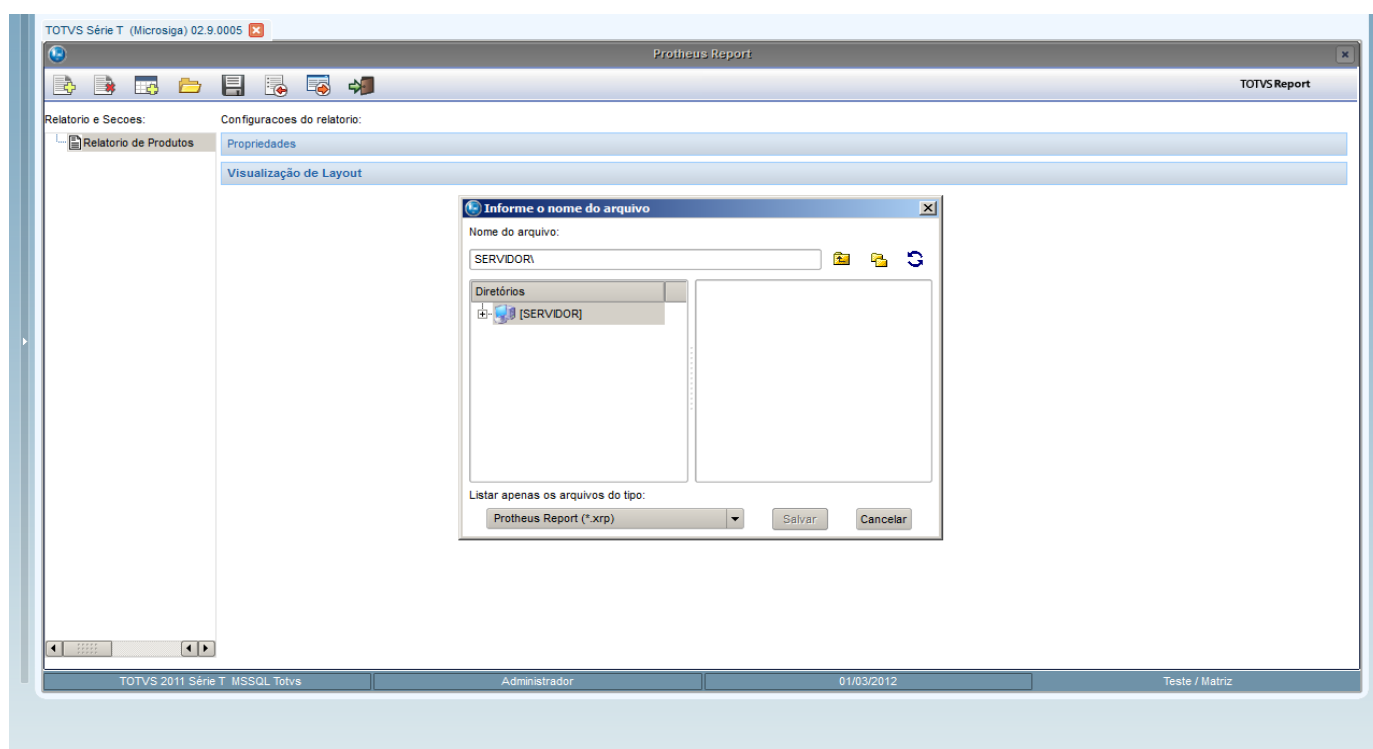 TOTVS Série T (Microsiga) 02.9.0005
Protheus Report
TOTVS Report
Relatorio e Secoes:
Configuracoes do relatorio:
Relatorio de Produtos
Propriedades
Visualização de Layout
Informe o nome do arquivo
Nome do arquivo:
SERVIDOR\
Diretórios
[SERVIDOR]
Listar apenas os arquivos do tipo:
Protheus Report (*.xrp)
Salvar
Cancelar
TOTVS 2011 Série T MSSQL Totvs
Administrador
01/03/2012
Teste / Matriz